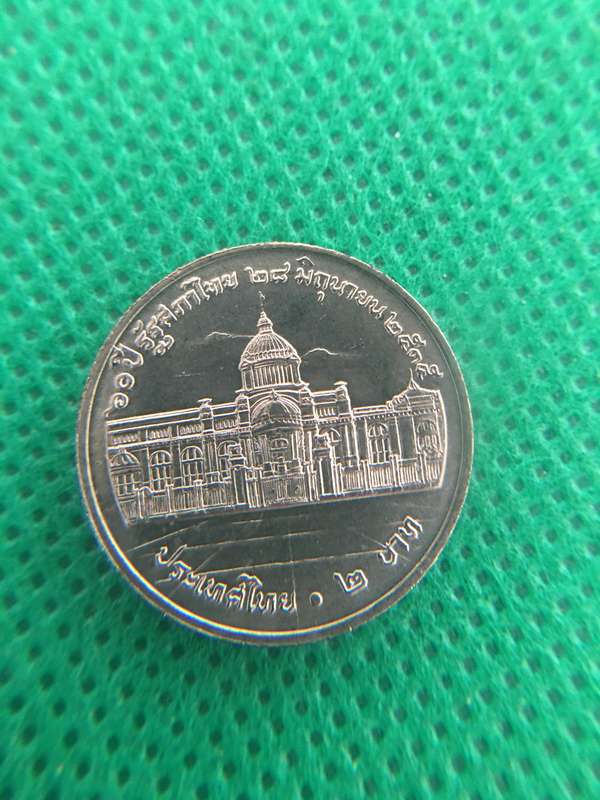 ๖๐ ปี รัฐสภาไทย ๒๘ มิถุนายน ๒๕๓๕
ประเทศไทย • ๒ บาท